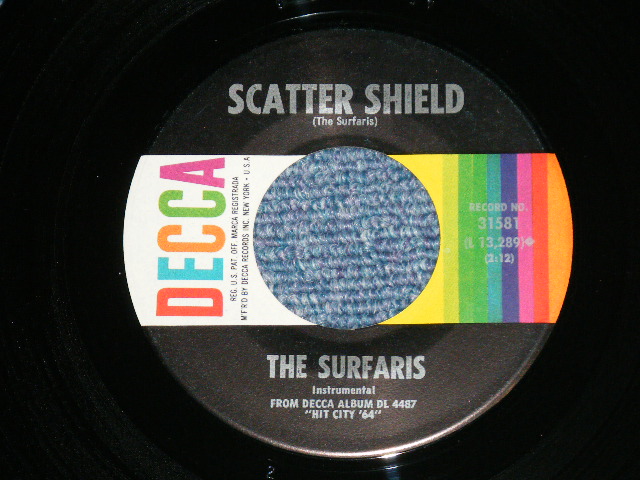 SCATTER SHIELD
(The Surfaris)
DECCA
REG. U.S. PAT. OFF. MARCA REGISTRADA
M'F'R'D BY DECCA RECORDS INC. NEW YORK • U.S.A
RECORD NO.
31581
(L 13,289)◆
(2:12)
THE SURFARIS
Instrumental
FROM DECCA ALBUM DL 4487
"HIT CITY '64"